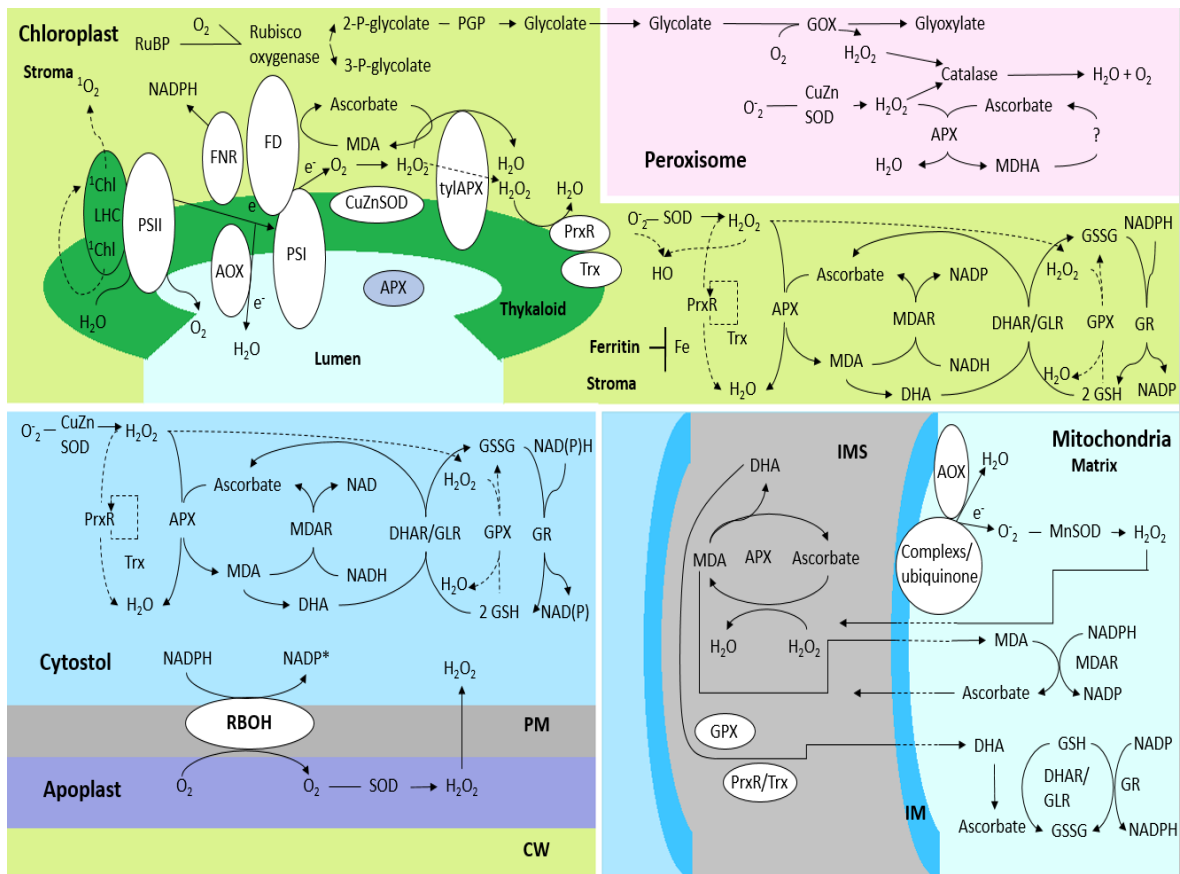 Chloroplast
Stroma
RuBP
O2
Rubisco
oxygenase
2-P-glycolate
PGP
Glycolate
3-P-glycolate
1O2
NADPH
Ascorbate
MDA
FNR
FD
e-
O2
H2O2-
H2O
H2O2
H2O
tylAPX
CuZnSOD
1Chl
LHC
1Chl
PSII
e
AOX
PSI
APX
PrxR
Trx
H2O
O2
e-
H2O
Lumen
Thykaloid
Glycolate
GOX
Glyoxylate
O2
H2O2
Catalase
H2O + O2
O-2
CuZn
SOD
H2O2
Ascorbate
APX
?
H2O
MDHA
Peroxisome
O-2
SOD
H2O2
GSSG
NADPH
HO
Ascorbate
NADP
H2O2
PrxR
Trx
APX
MDAR
DHAR/GLR
GPX
GR
Ferritin
Fe
MDA
NADH
H2O
Stroma
H2O
DHA
2 GSH
NADP
O-2
CuZn
SOD
H2O2
GSSG
NAD(P)H
Ascorbate
NAD
H2O2
PrxR
APX
MDAR
DHAR/GLR
GPX
GR
Trx
MDA
NADH
H2O
H2O
DHA
2 GSH
NAD(P)
Cytostol
NADPH
NADP*
H2O2
RBOH
PM
Apoplast
O2
O2
SOD
H2O2
CW
IMS
Mitochondria
Matrix
DHA
AOX
H2O
e-
O-2
MnSOD
H2O2
MDA
APX
Ascorbate
Complexs/
ubiquinone
H2O
H2O2
MDA
NADPH
MDAR
Ascorbate
NADP
GPX
PrxR/Trx
DHA
GSH
NADP
DHAR/
GLR
GR
IM
Ascorbate
GSSG
NADPH